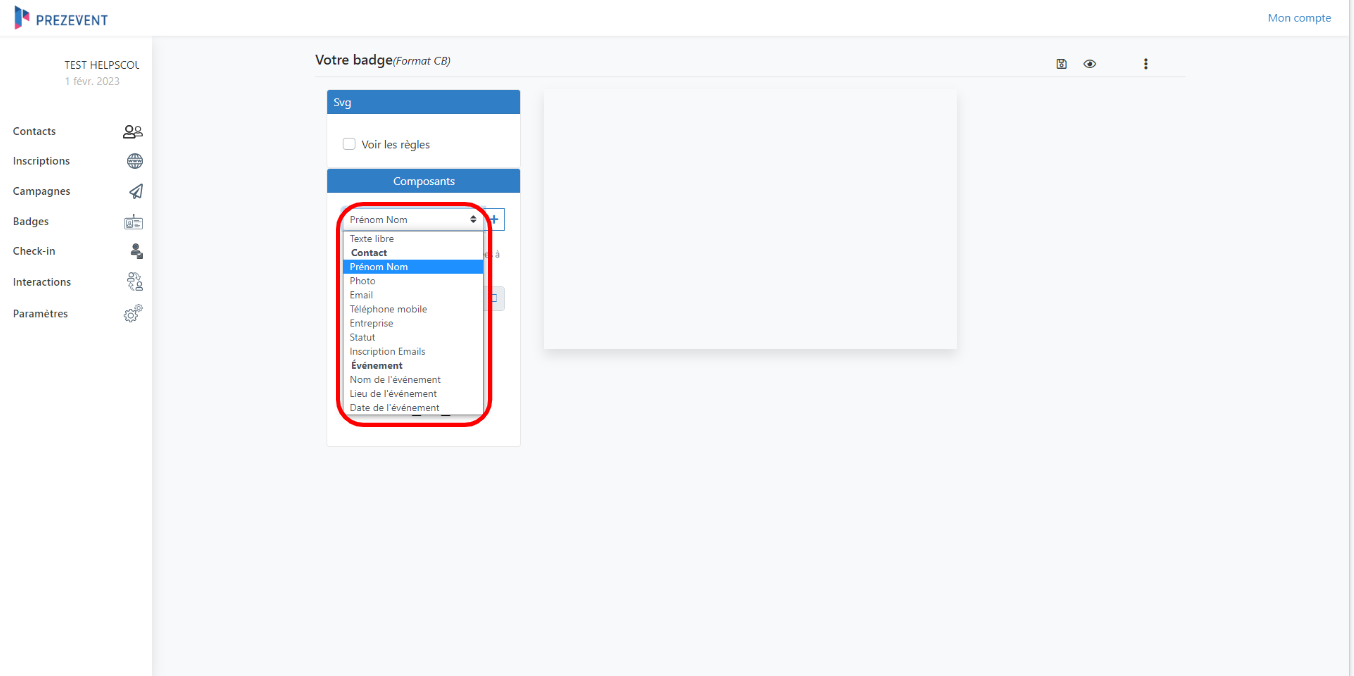 PREZEVENT
Mon compte
TEST HELPSCOU
1 févr. 2023
Contacts
Inscriptions
Campagnes
Badges
Check-in
Interactions
Paramètres
Votre badge(Format CB)
Svg
Voir les règles
Composants
Prénom Nom
Texte libre
Contact
Prénom Nom
Photo
Email
Téléphone mobile
Entreprise
Statut
Inscription Emails
Événement
Nom de l'événement
Lieu de l'événement
Date de l'événement
à